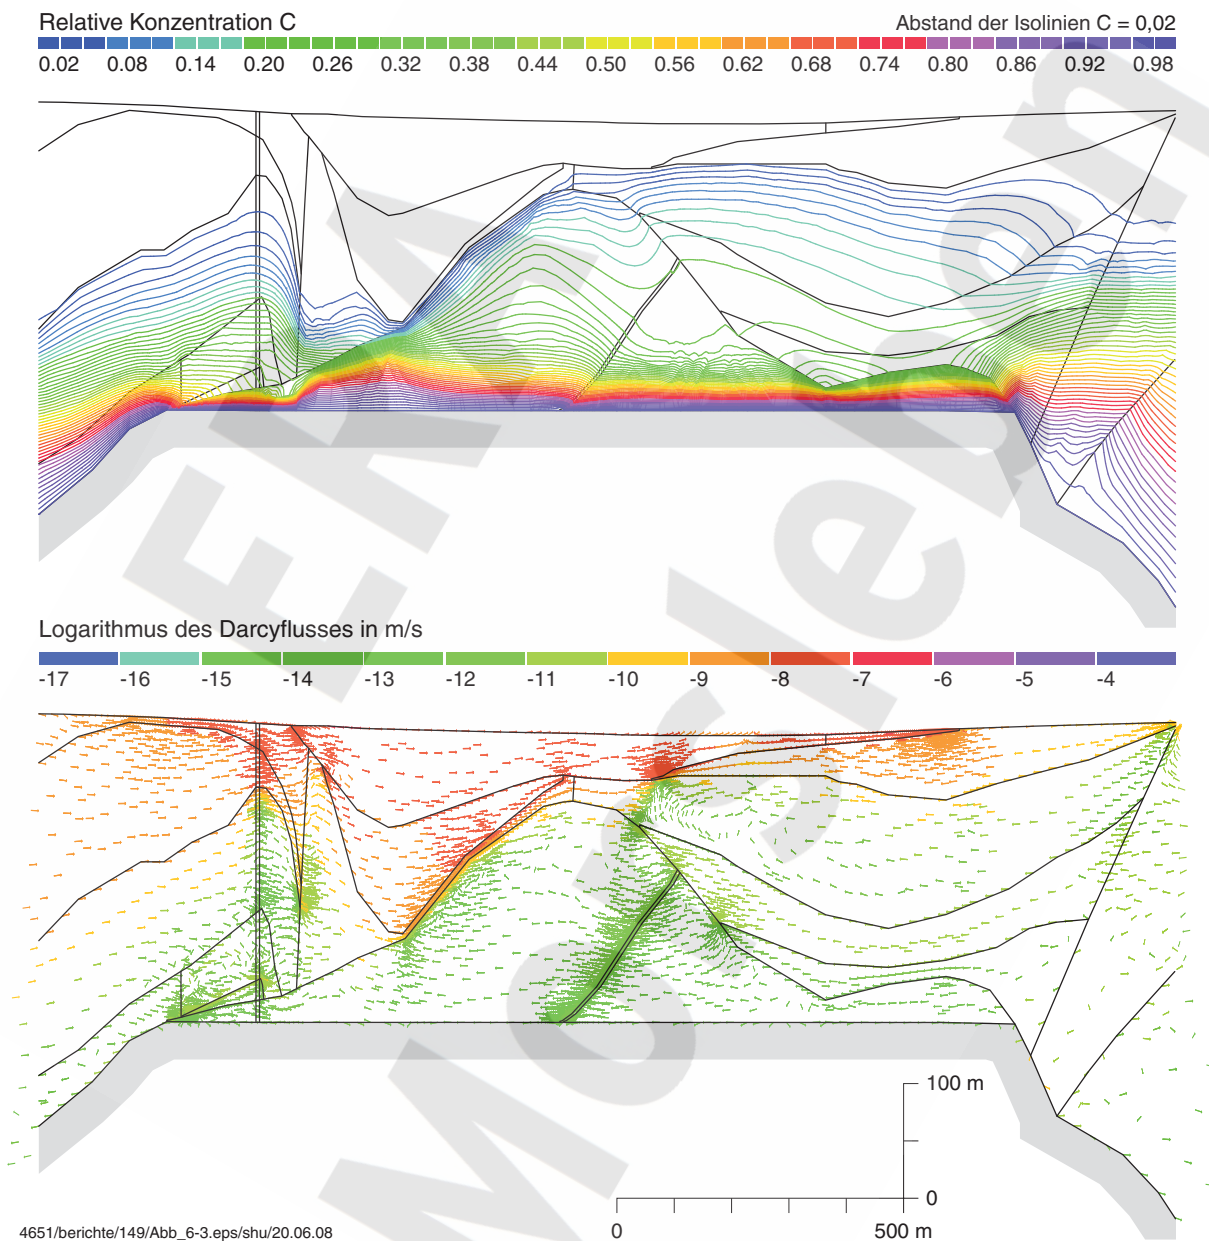 Relative Konzentration C
Abstand der Isolinien C = 0,02
0.02 0.08 0.14 0.20 0.26 0.32 0.38 0.44 0.50 0.56 0.62 0.68 0.74 0.80 0.86 0.92 0.98
Logarithmus des Darcyflusses in m/s
-17 -16 -15 -14 -13 -12 -11 -10 -9 -8 -7 -6 -5 -4
100 m
0
0 500 m
4651/berichte/149/Abb_6-3.eps/shu/20.06.08
ERA
Morsleben